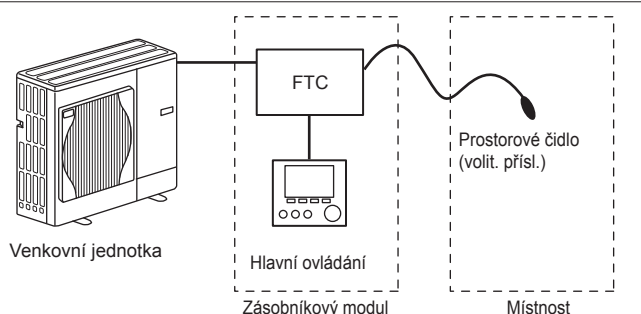 FTC
Prostorové čidlo
(volit. přísl.)
Venkovní jednotka
Hlavní ovládání
Zásobníkový modul
Místnost